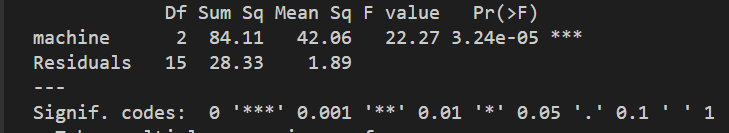 Df Sum Sq Mean Sq F value Pr(>F)
machine 2 84.11 42.06 22.27 3.24e-05 ***
Residuals 15 28.33 1.89
---
Signif. codes: 0 '***' 0.001 '**' 0.01 '*' 0.05 '.' 0.1 ' ' 1